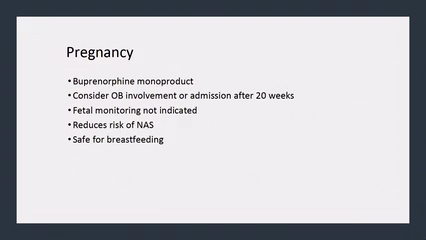 Pregnancy
• Buprenorphine monoproduct
• Consider OB involvement or admission after 20 weeks
• Fetal monitoring not indicated
• Reduces risk of NAS
• Safe for breastfeeding